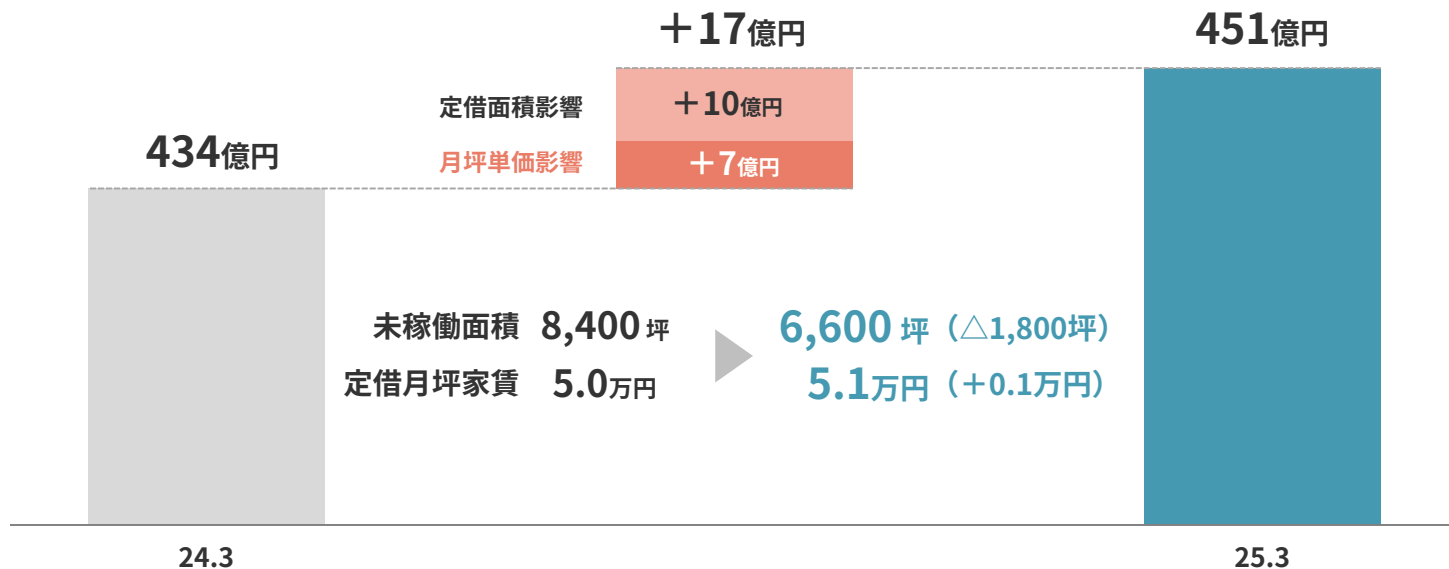 ＋17億円
451億円
定借面積影響 ＋10億円
434億円
月坪単価影響 ＋7億円
未稼働面積 8,400 坪 6,600 坪（△1,800坪）
定借月坪家賃 5.0万円 5.1万円（＋0.1万円）
24.3
25.3